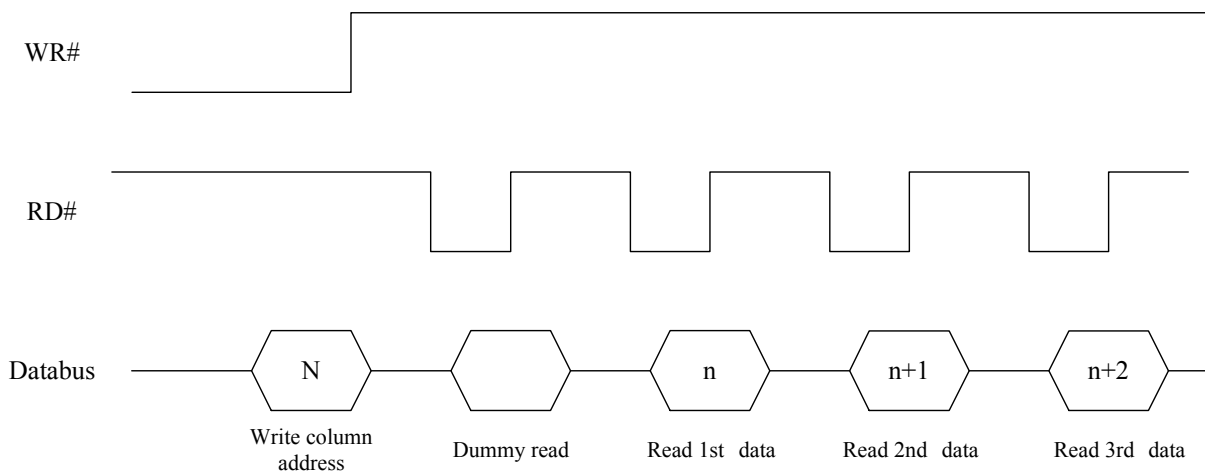 WR#
RD#
Databus
N
n
n+1
n+2
Write column
address
Dummy read
Read 1st data
Read 2nd data
Read 3rd data